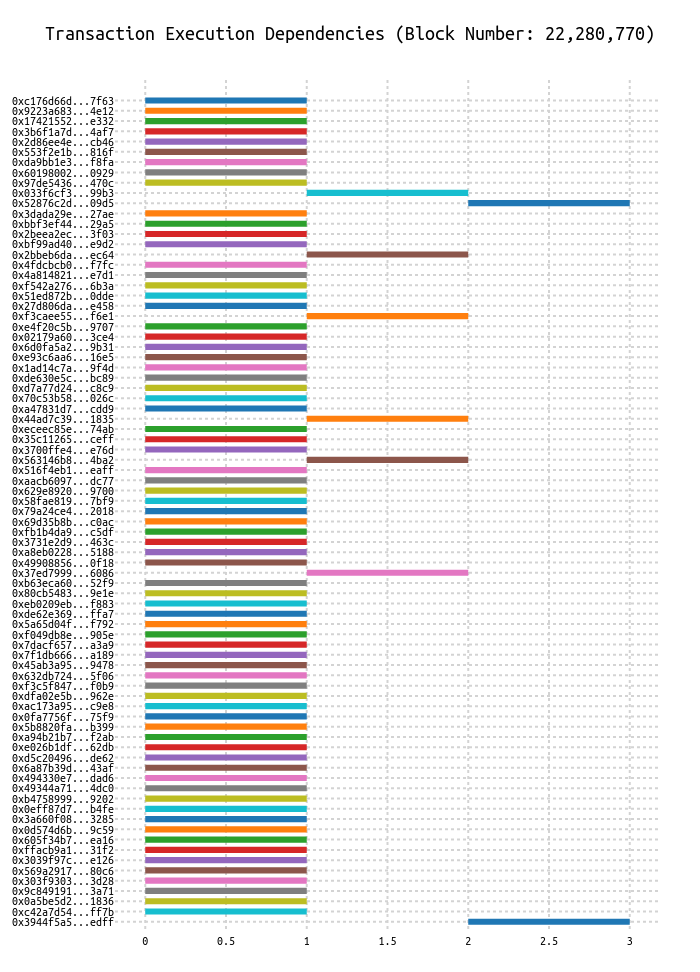 Transaction Execution Dependencies (Block Number: 22,280,770)
0xc176d66d...7f63
0x9223a683...4e12
0x17421552...e332
0x3b6f1a7d...4af7
0x2d86ee4e...cb46
0x553f2e1b...816f
0xda9bb1e3...f8fa
0x60198002...0929
0x97de5436...470c
0x033f6cf3...99b3
0x52876c2d...09d5
0x3dada29e...27ae
0xbbf3ef44...29a5
0x2beea2ec...3f03
0xbf99ad40...e9d2
0x2bbeb6da...ec64
0x4fdcbcb0...f7fc
0x4a814821...e7d1
0xf542a276...6b3a
0x51ed872b...0dde
0x27d806da...e458
0xf3caee55...f6e1
0xe4f20c5b...9707
0x02179a60...3ce4
0x6d0fa5a2...9b31
0xe93c6aa6...16e5
0x1ad14c7a...9f4d
0xde630e5c...bc89
0xd7a77d24...c8c9
0x70c53b58...026c
0xa47831d7...cdd9
0x44ad7c39...1835
0xeceec85e...74ab
0x35c11265...ceff
0x3700ffe4...e76d
0x563146b8...4ba2
0x516f4eb1...eaff
0xaacb6097...dc77
0x629e8920...9700
0x58fae819...7bf9
0x79a24ce4...2018
0x69d35b8b...c0ac
0xfb1b4da9...c5df
0x3731e2d9...463c
0xa8eb0228...5188
0x49908856...0f18
0x37ed7999...6086
0xb63eca60...52f9
0x80cb5483...9e1e
0xeb0209eb...f883
0xde62e369...ffa7
0x5a65d04f...f792
0xf049db8e...905e
0x7dacf657...a3a9
0x7f1db666...a189
0x45ab3a95...9478
0x632db724...5f06
0xf3c5f847...f0b9
0xdfa02e5b...962e
0xac173a95...c9e8
0x0fa7756f...75f9
0x5b8820fa...b399
0xa94b21b7...f2ab
0xe026b1df...62db
0xd5c20496...de62
0x6a87b39d...43af
0x494330e7...dad6
0x49344a71...4dc0
0xb4758999...9202
0x0eff87d7...b4fe
0x3a660f08...3285
0x0d574d6b...9c59
0x605f34b7...ea16
0xffacb9a1...31f2
0x3039f97c...e126
0x569a2917...80c6
0x303f9303...3d28
0x9c849191...3a71
0x0a5be5d2...1836
0xc42a7d54...ff7b
0x3944f5a5...edff
0 0.5 1 1.5 2 2.5 3